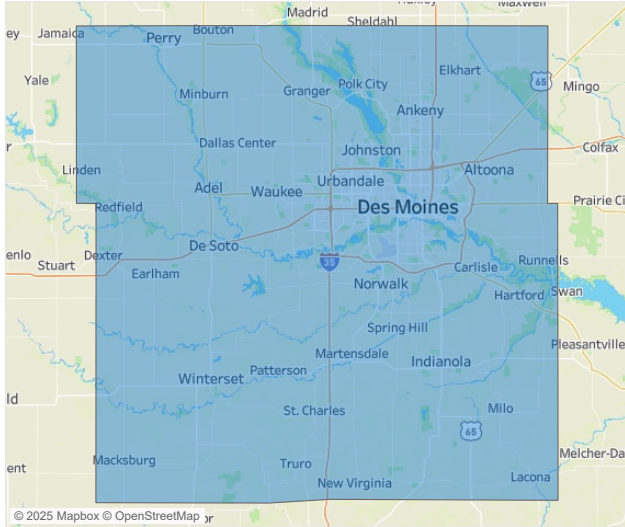 Madrid
Sheldahl
Jamaica
Perry
Bouton
Yale
Minburn
Granger
Polk City
Elkhart
65
Mingo
Ankeny
Dallas Center
Johnston
Colfax
Linden
Adel
Waukee
Urbandale
Altoona
Redfield
Des Moines
Prairie Ci
De Soto
Dexter
Stuart
Earlham
35
Carlisle
Runnells
Norwalk
Hartford
Swan
Spring Hill
Martensdale
Pleasantville
Winterset
Patterson
Indianola
St. Charles
Milo
65
Macksburg
Truro
Melcher-Da
New Virginia
Lacona
© 2025 Mapbox © OpenStreetMap